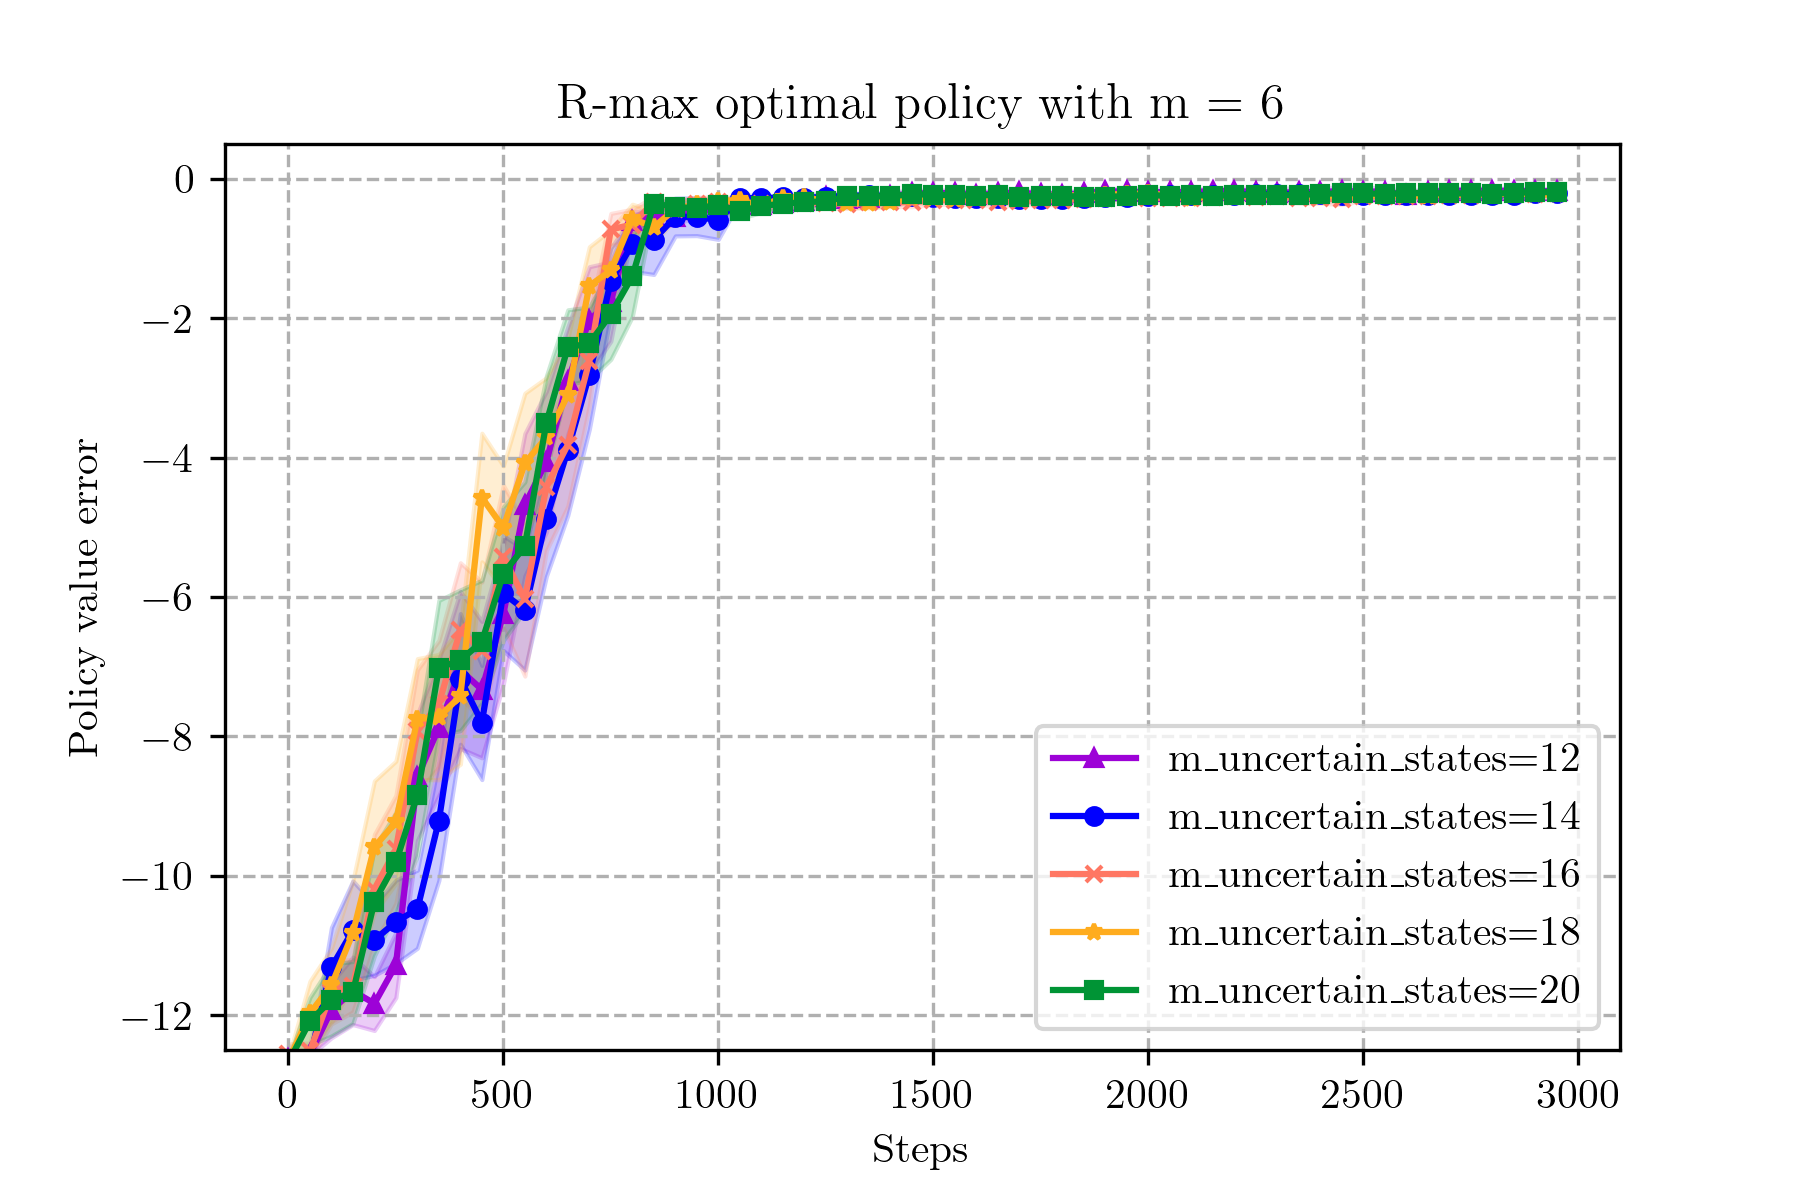 R-max optimal policy with m = 6
Policy value error
0
−2
−4
−6
−8
−10
−12
m_uncertain_states=12
m_uncertain_states=14
m_uncertain_states=16
m_uncertain_states=18
m_uncertain_states=20
0 500 1000 1500 2000 2500 3000
Steps